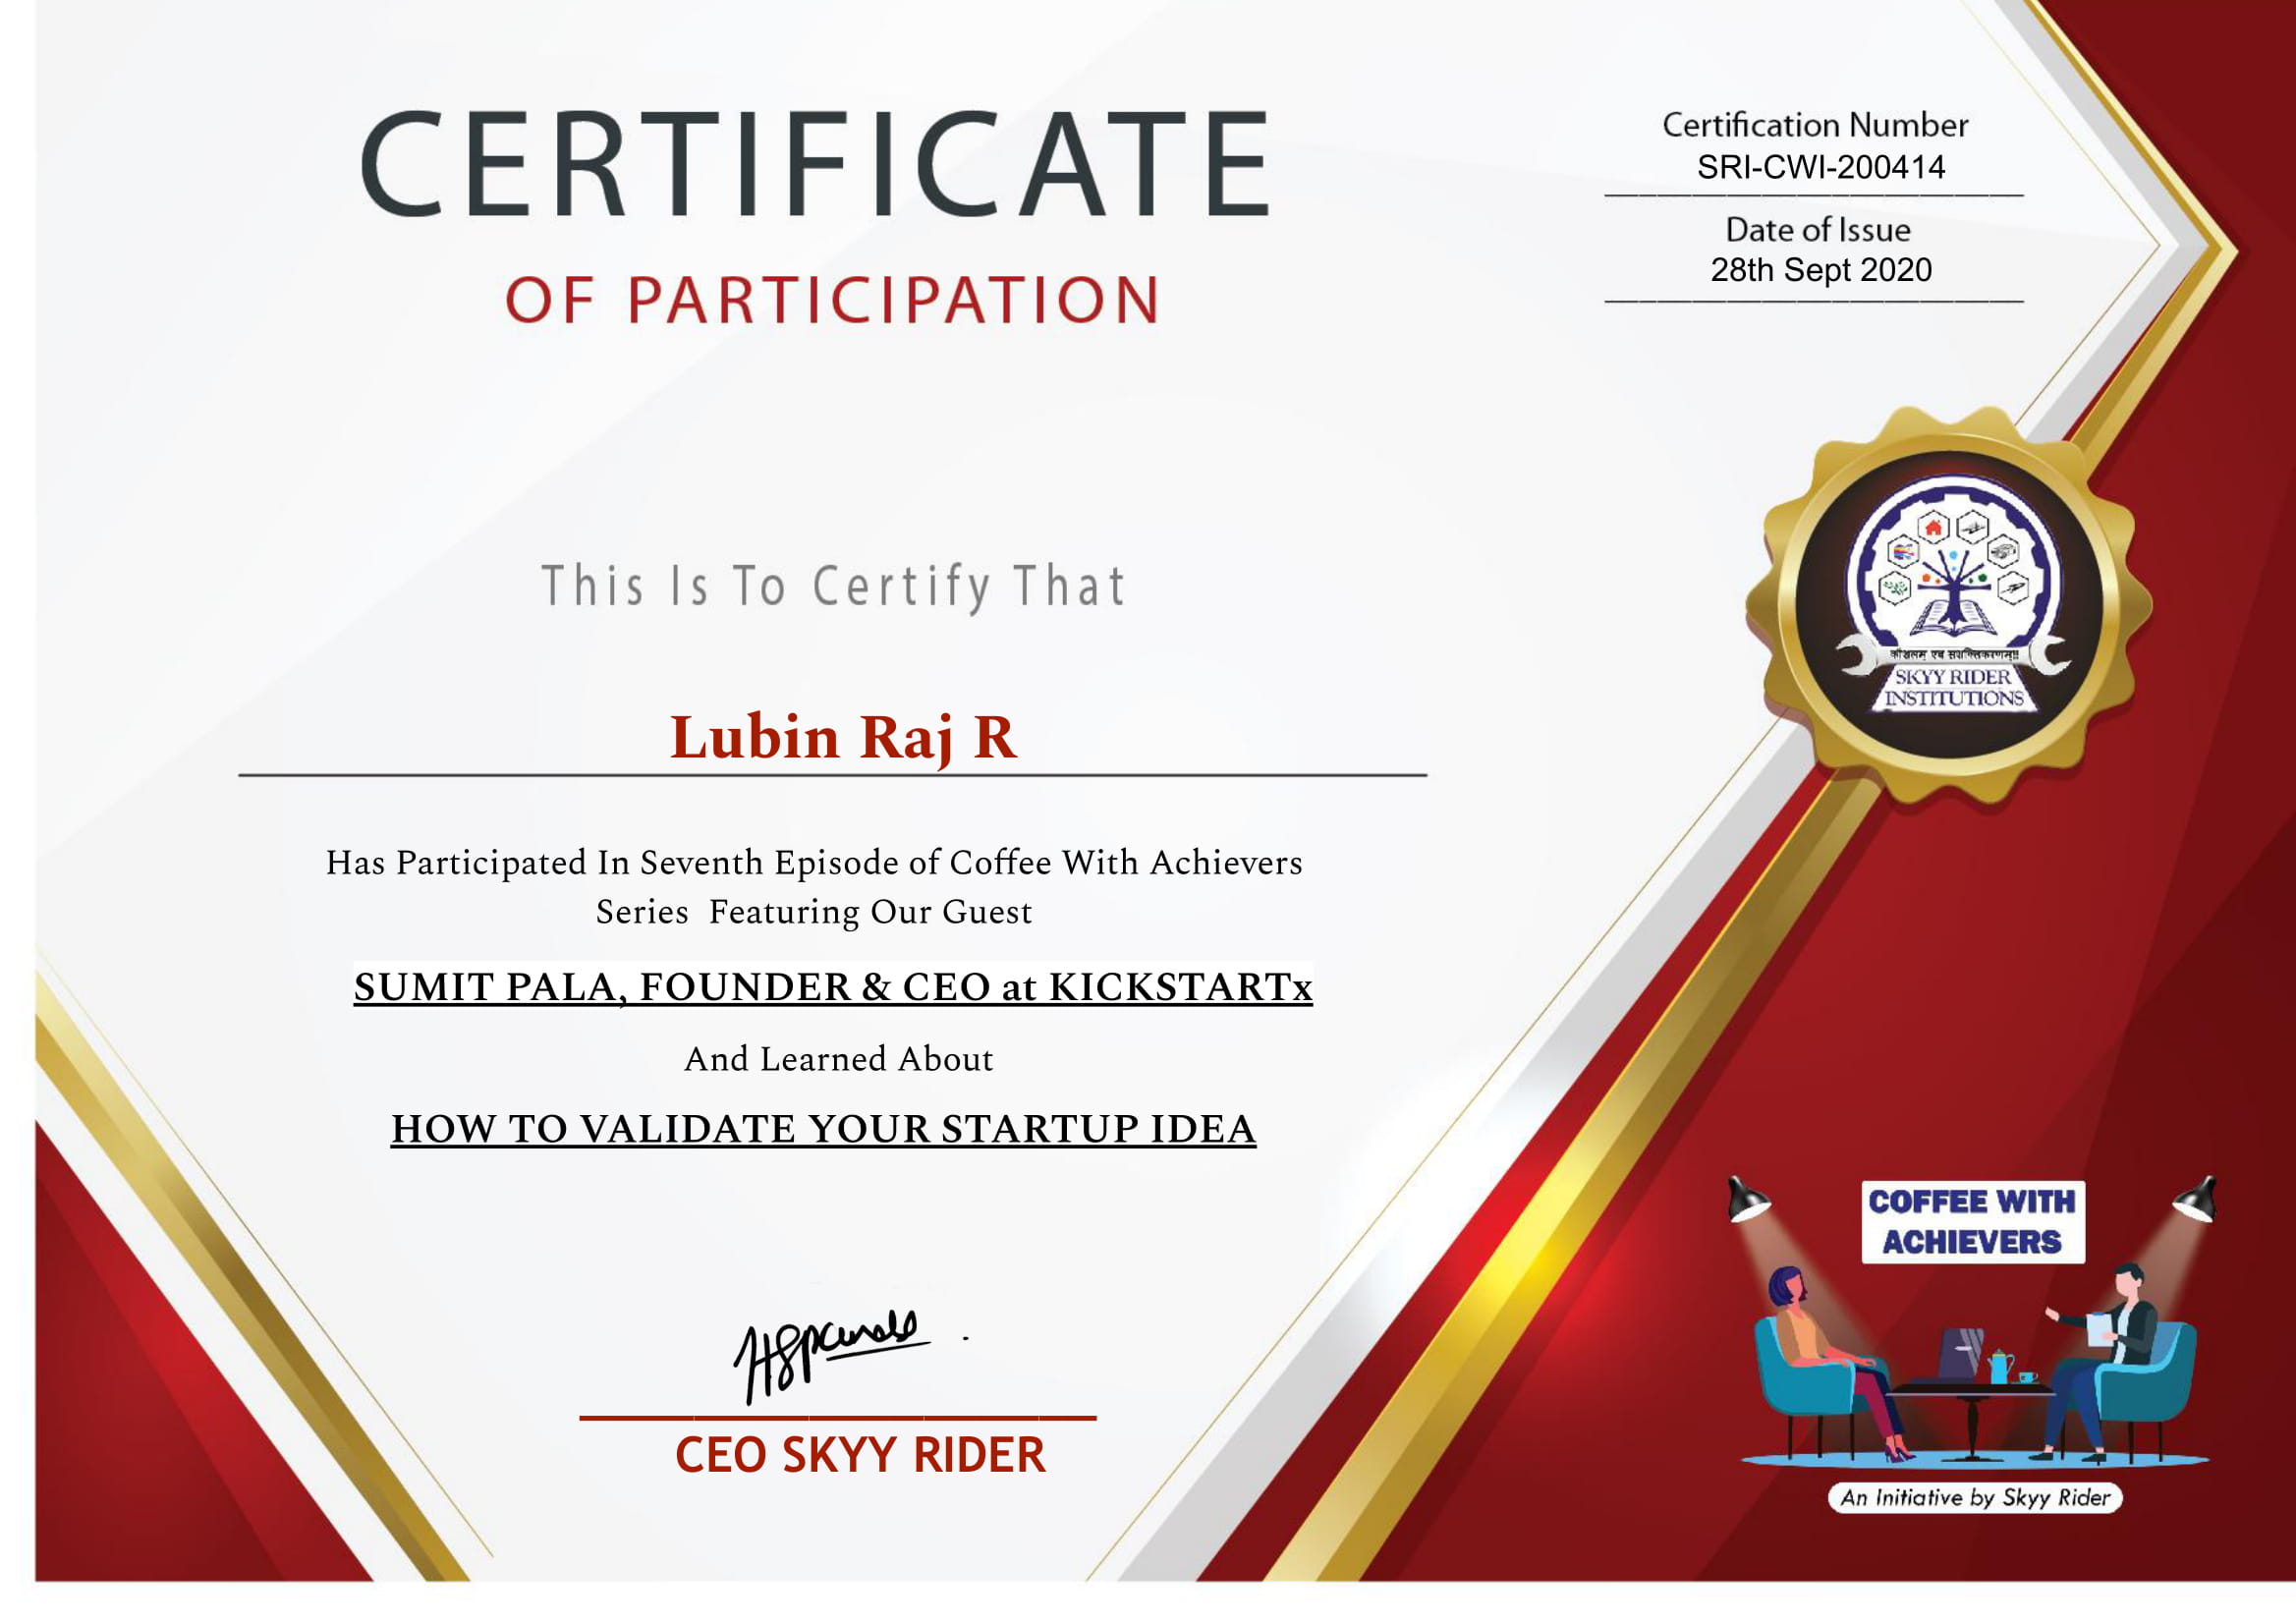 CERTIFICATE
OF PARTICIPATION
Certification Number
SRI-CWI-200414
Date of Issue
28th Sept 2020
This Is To Certify That
Lubin Raj R
Has Participated In Seventh Episode of Coffee With Achievers
Series Featuring Our Guest
SUMIT PALA, FOUNDER & CEO at KICKSTARTx
And Learned About
HOW TO VALIDATE YOUR STARTUP IDEA
CEO SKYY RIDER
SKYY RIDER
INSTITUTIONS
COFFEE WITH
ACHIEVERS
An Initiative by Skyy Rider